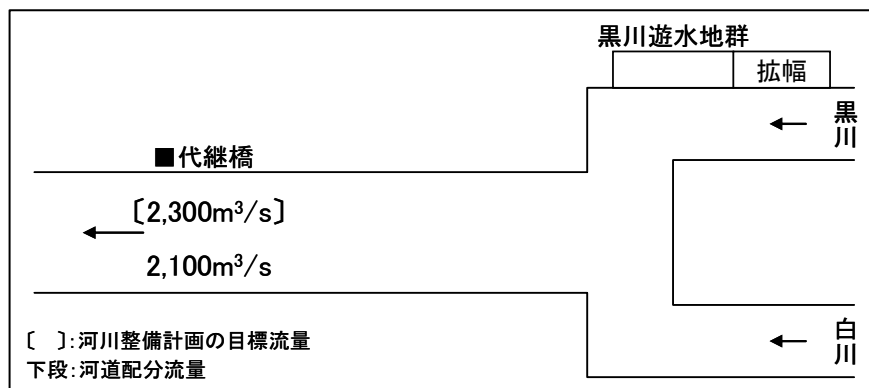 黒川遊水地群
拡幅
黒川
■代継橋
〔2,300m³/s〕
2,100m³/s
白川
〔　〕：河川整備計画の目標流量
下段：河道配分流量